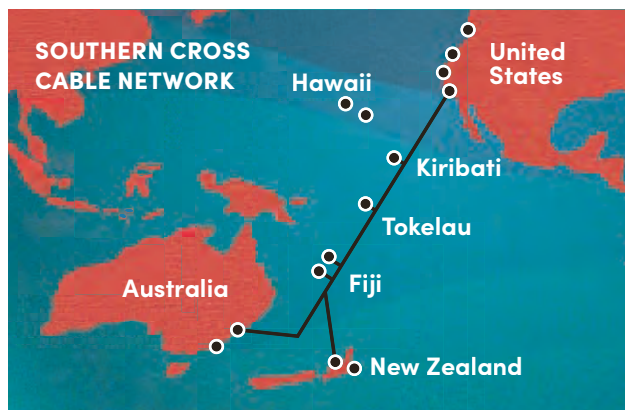 SOUTHERN CROSS
CABLE NETWORK
United
States
Hawaii
Kiribati
Tokelau
Fiji
Australia
New Zealand